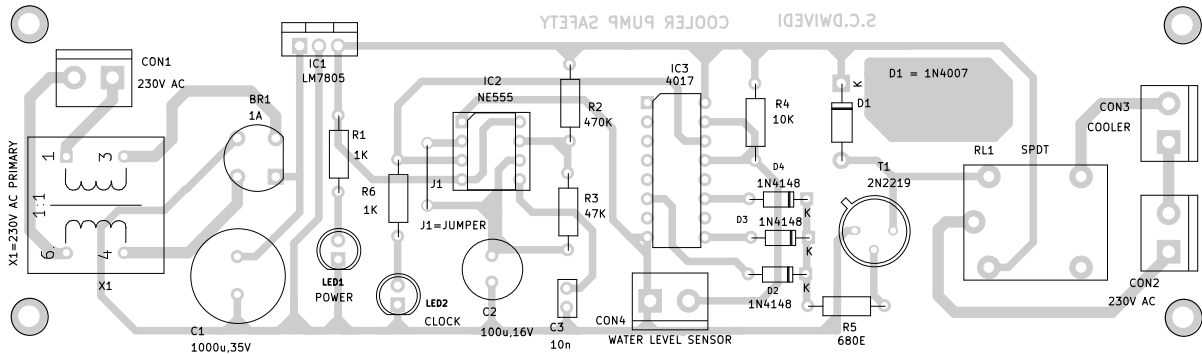 COOLER PUMP SAFETY
S.C.DWIVEDI
CON1
230V AC
X1=230V AC PRIMARY
1
3
1:1
6.
4
X1
BR1
1A
C1
1000u,35V
IC1
LM7805
R1
1K
R6
1K
LED1
POWER
LED2
CLOCK
J1
J1=JUMPER
IC2
NE555
C2
100u,16V
R2
470K
R3
47K
C3
10n
IC3
4017
CON4
WATER LEVEL SENSOR
R4
10K
D4
1N4148
K
D3
1N4148
K
D2
1N4148
K
K
D1
D1 = 1N4007
T1
2N2219
R5
680E
RL1
SPDT
CON3
COOLER
CON2
230V AC